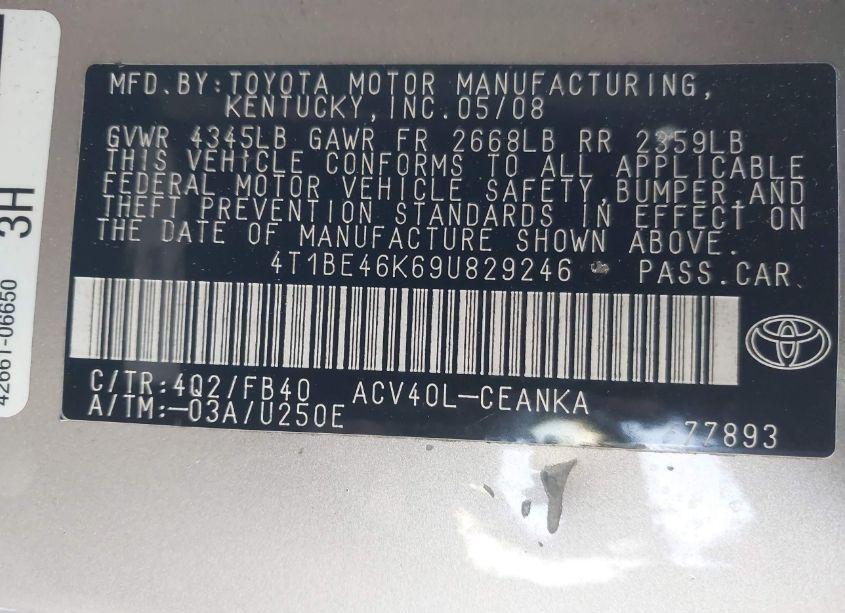 MFD.BY:TOYOTA MOTOR MANUFACTURING,
KENTUCKY,INC.05/08
GVWR 4345LB GAWR FR 2668LB RR 2359LB
THIS VEHICLE CONFORMS TO ALL APPLICABLE
FEDERAL MOTOR VEHICLE SAFETY,BUMPER,AND
THEFT PREVENTION STANDARDS IN EFFECT ON
THE DATE OF MANUFACTURE SHOWN ABOVE.
4T1BE46K69U829246 PASS.CAR
C/TR:4Q2/FB40 ACV40L-CEANKA
A/TM:-03A/U250E
77893
3H
42661-06650